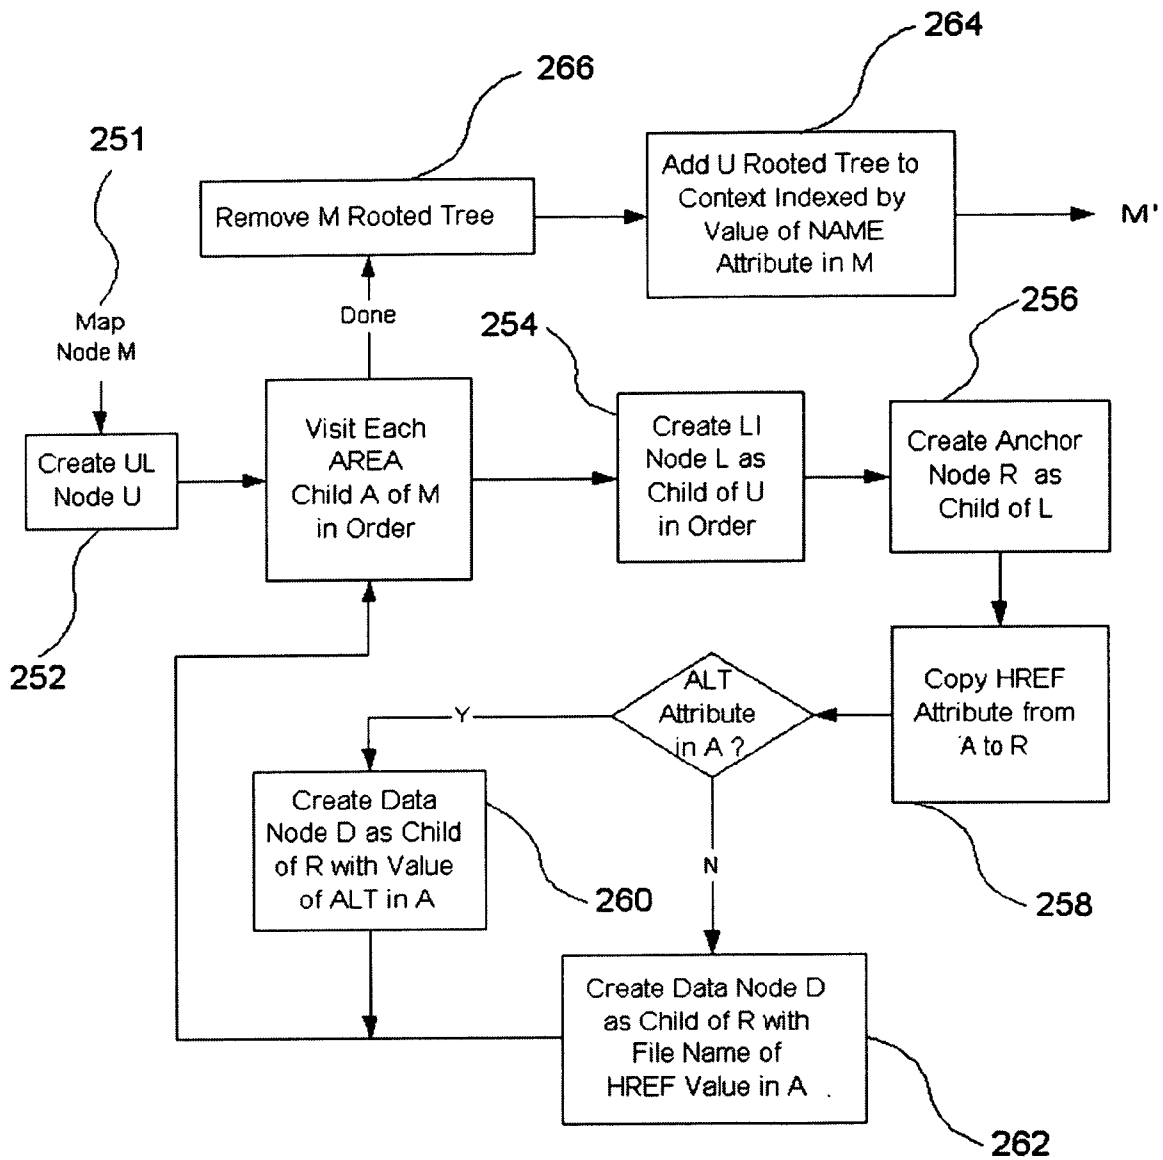 264
266
251
Add U Rooted Tree to
Context Indexed by
Value of NAME
Attribute in M
Remove M Rooted Tree
M'
Done
Map
Node M
254
256
Create UL
Node U
Visit Each
AREA
Child A of M
in Order
Create LI
Node L as
Child of U
in Order
Create Anchor
Node R as
Child of L
252
ALT
Attribute
in A ?
Copy HREF
Attribute from
A to R
Y
N
Create Data
Node D as Child
of R with Value
of ALT in A
260
258
Create Data Node D
as Child of R with
File Name of
HREF Value in A
262